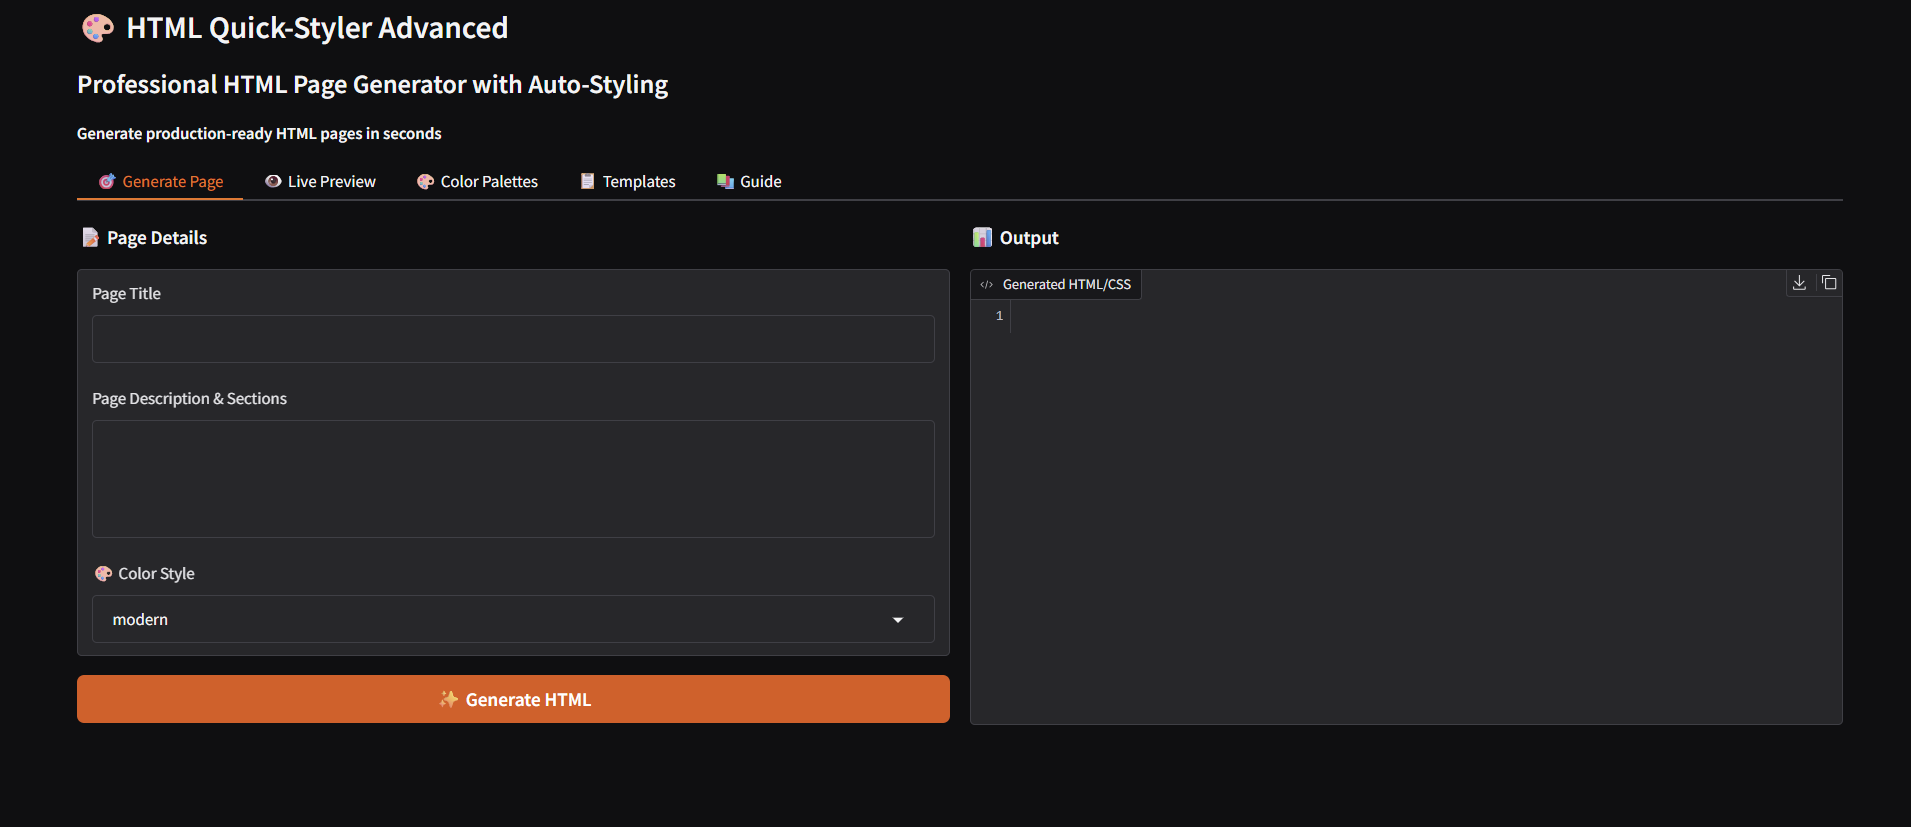 HTML Quick-Styler Advanced
Professional HTML Page Generator with Auto-Styling
Generate production-ready HTML pages in seconds
Generate Page
Live Preview
Color Palettes
Templates
Guide
Page Details
Page Title
Page Description & Sections
Color Style
modern
Generate HTML
Output
Generated HTML/CSS
1